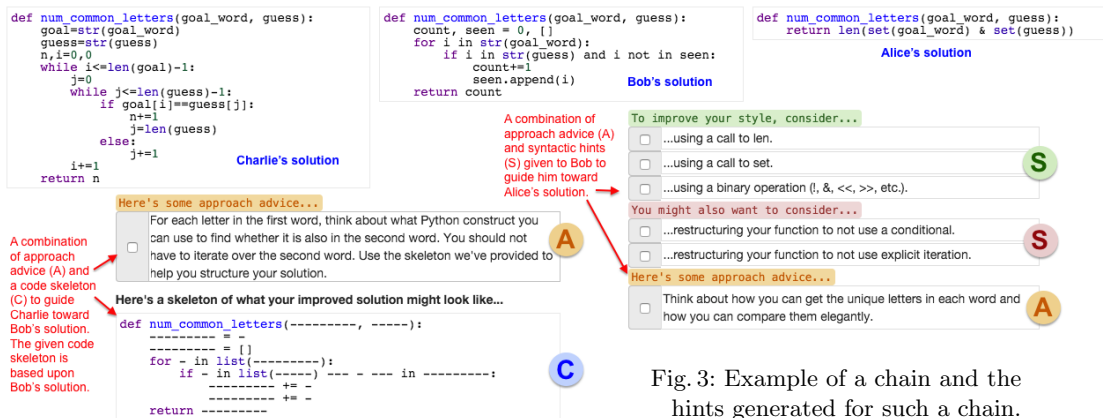 def num_common_letters(goal_word, guess):
    goal=str(goal_word)
    guess=str(guess)
    n,i=0,0
    while i<=len(goal)-1:
        j=0
        while j<=len(guess)-1:
            if goal[i]==guess[j]:
                n+=1
                j=len(guess)
            else:
                j+=1
        i+=1
    return n
Charlie's solution
def num_common_letters(goal_word, guess):
    count, seen = 0, []
    for i in str(goal_word):
        if i in str(guess) and i not in seen:
            count+=1
            seen.append(i)
    return count
Bob's solution
def num_common_letters(goal_word, guess):
    return len(set(goal_word) & set(guess))
Alice's solution
A combination
of approach
advice (A) and
a code skeleton
(C) to guide
Charlie toward
Bob's solution.
The given code
skeleton is
based upon
Bob's solution.
Here's some approach advice...
For each letter in the first word, think about what Python construct you
can use to find whether it is also in the second word. You should not
have to iterate over the second word. Use the skeleton we've provided to
help you structure your solution.
A
Here's a skeleton of what your improved solution might look like...
def num_common_letters(---------, -----):
    --------- = -
    --------- = []
    for - in list(---------):
        if - in list(-----) --- - --- in ---------:
            --------- += -
            --------- += -
    return ---------
C
A combination of
approach advice (A)
and syntactic hints
(S) given to Bob to
guide him toward
Alice's solution.
To improve your style, consider...
...using a call to len.
...using a call to set.
...using a binary operation (!, &, <<, >>, etc.).
S
You might also want to consider...
...restructuring your function to not use a conditional.
...restructuring your function to not use explicit iteration.
S
Here's some approach advice...
Think about how you can get the unique letters in each word and
how you can compare them elegantly.
A
Fig. 3: Example of a chain and the
hints generated for such a chain.